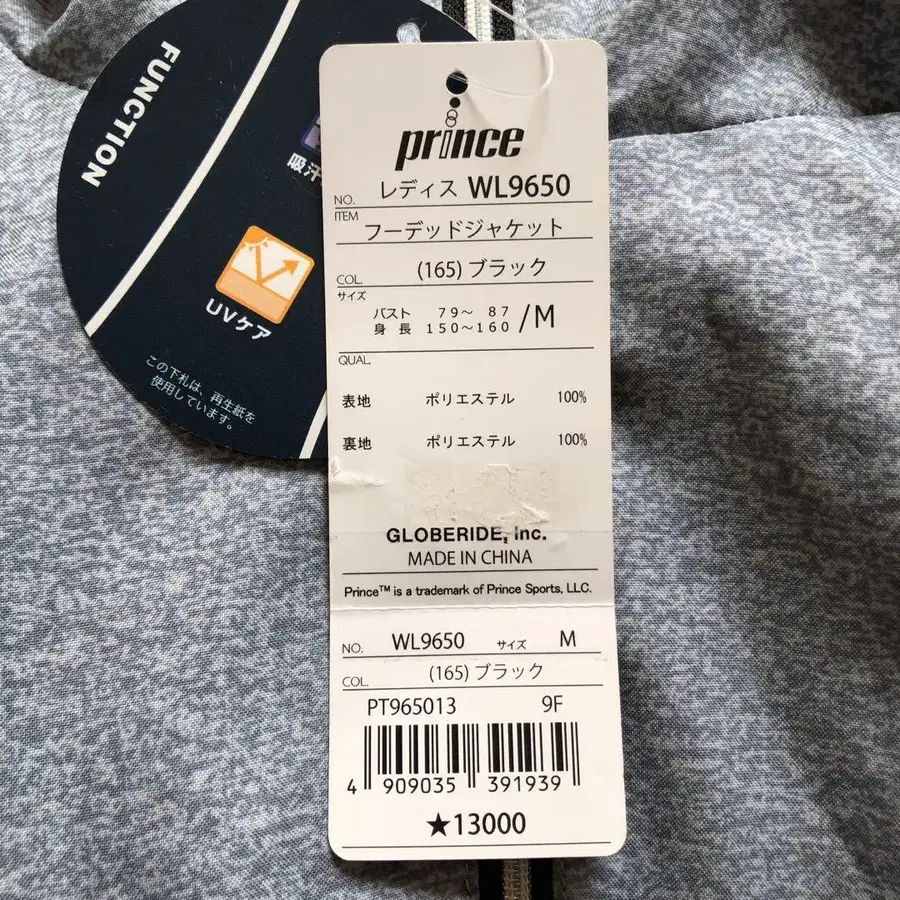 FUNCTION
吸汗
UVケア
この下札は、再生紙を
使用しています。
prince
NO. レディス WL9650
ITEM
フーデッドジャケット
COL. (165) ブラック
サイズ
バスト 79〜 87
身長 150〜160 /M
QUAL.
表地 ポリエステル 100%
裏地 ポリエステル 100%
GLOBERIDE, Inc.
MADE IN CHINA
Prince™ is a trademark of Prince Sports, LLC.
NO. WL9650 サイズ M
COL. (165) ブラック
PT965013 9F
4 909035 391939
★13000